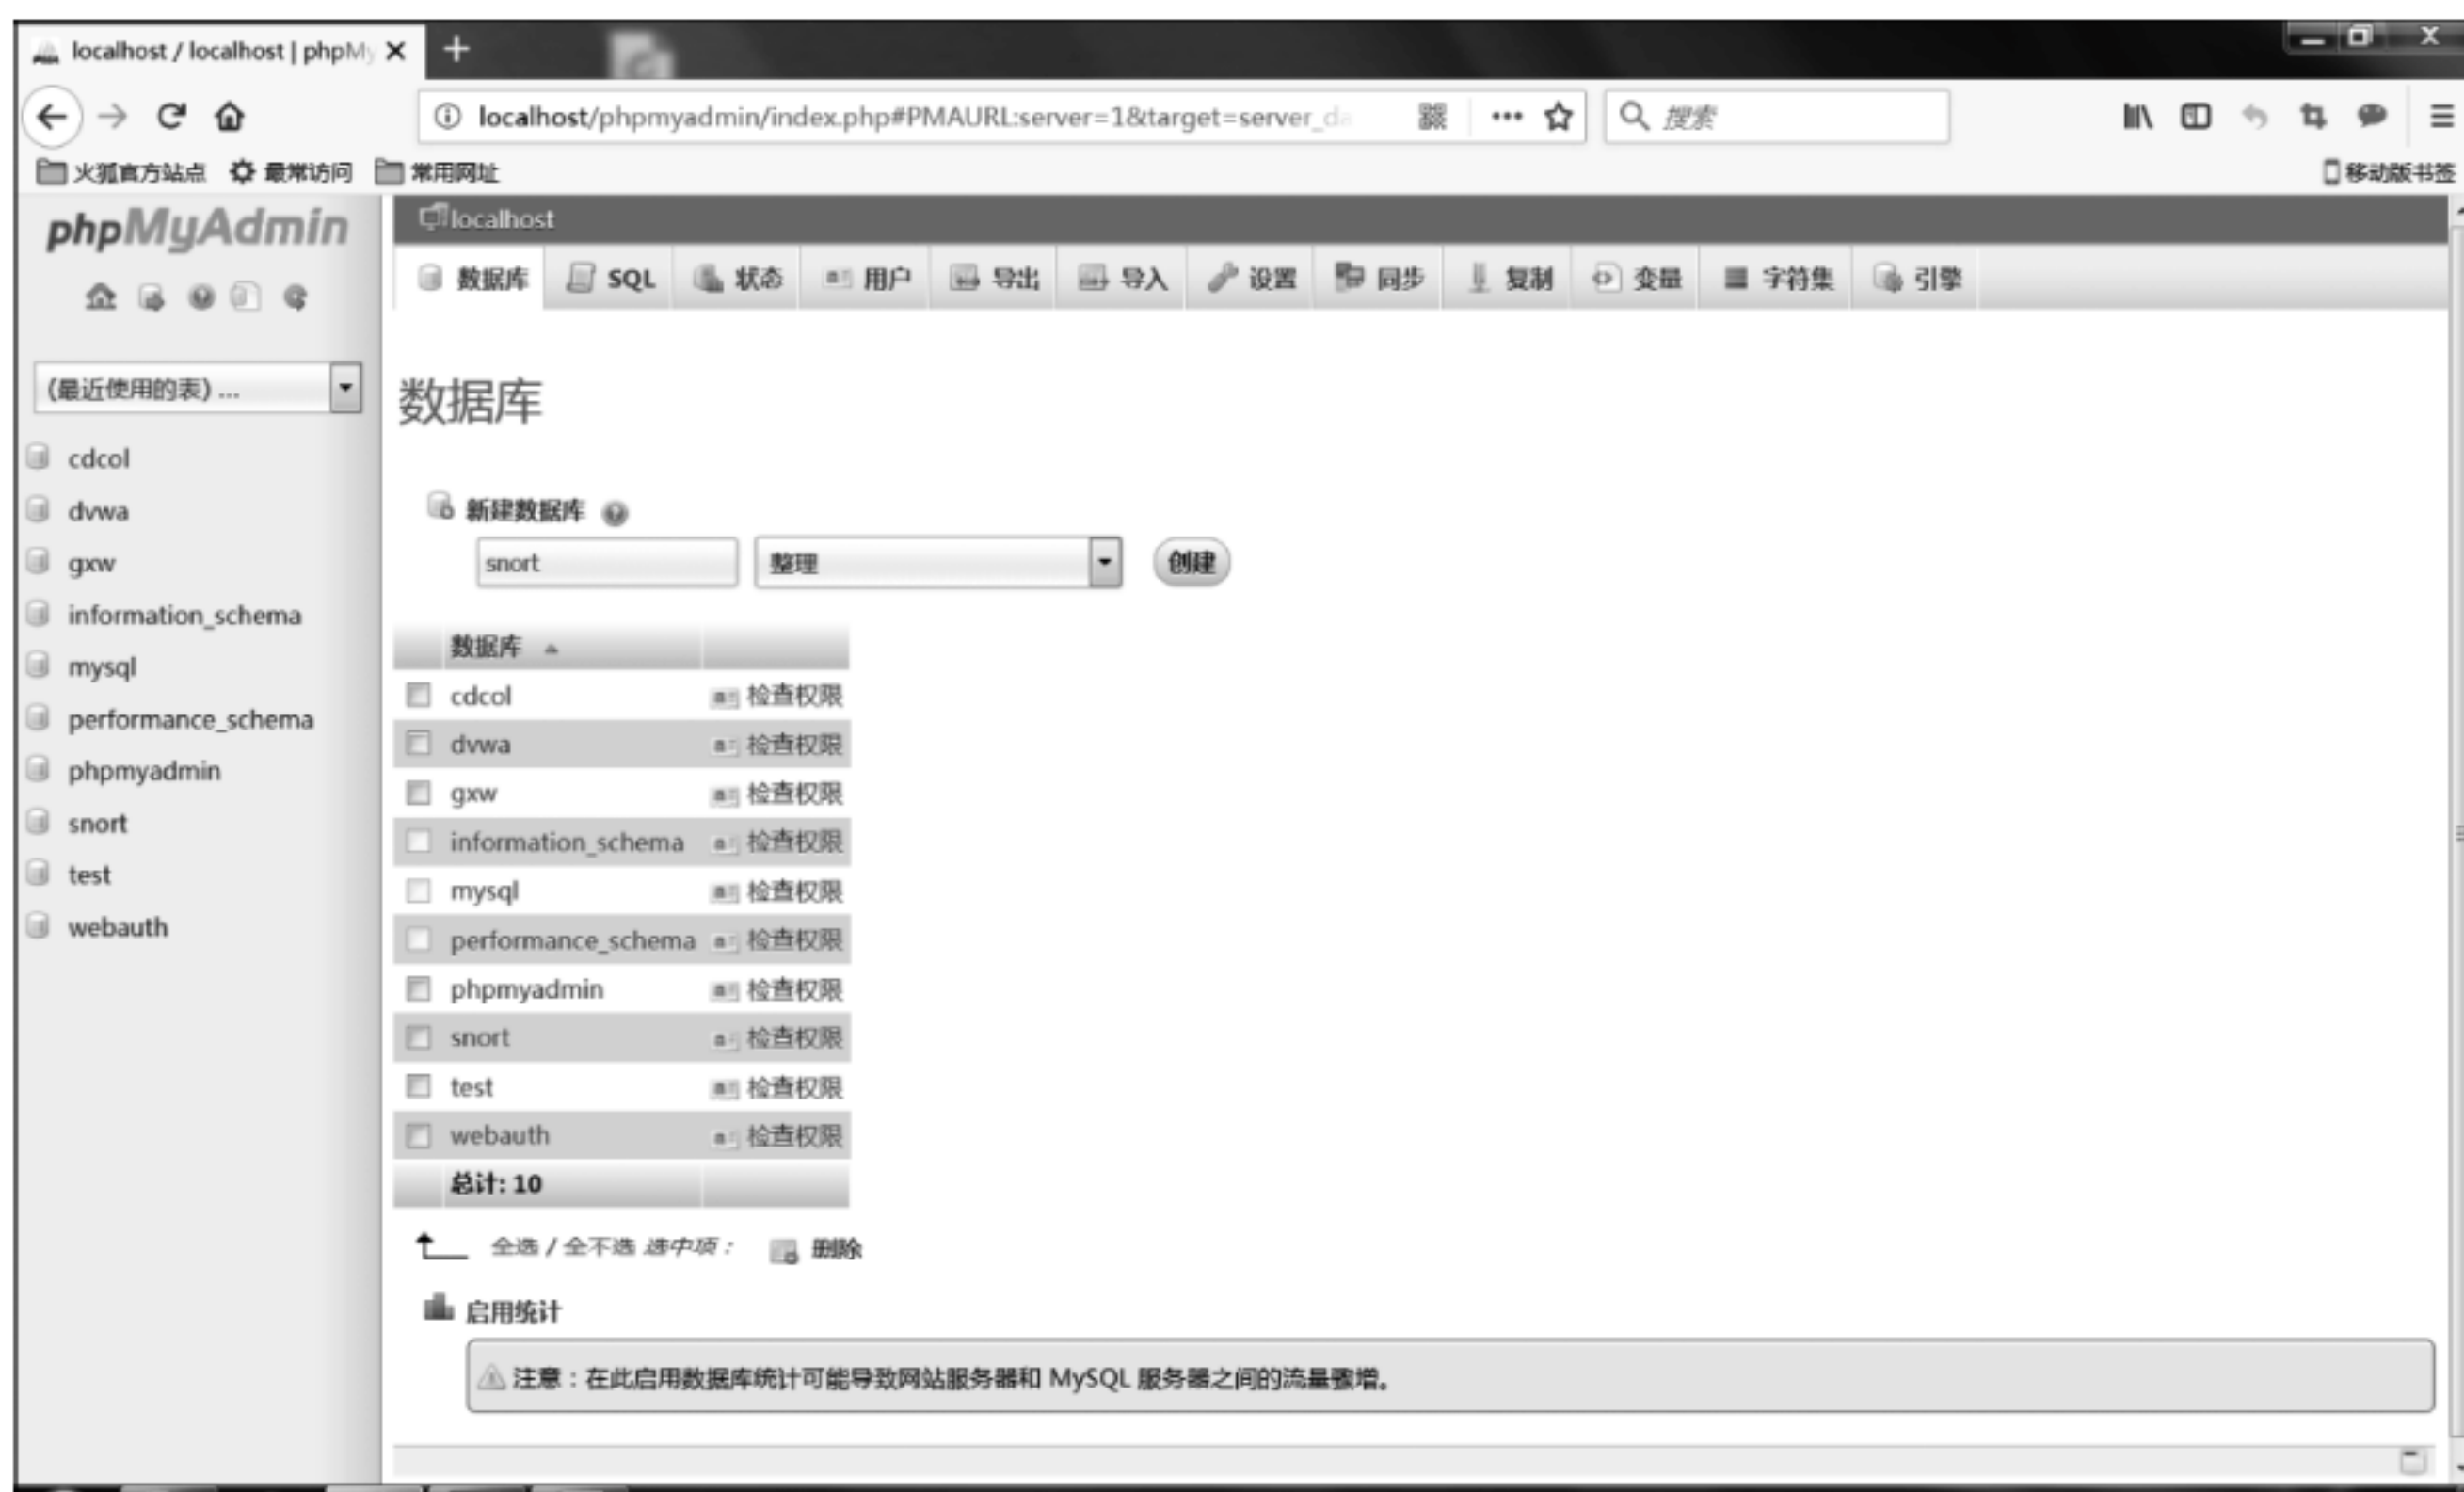 localhost / localhost | phpMy
localhost/phpmyadmin/index.php#PMAURL:server=1&target=server_da
搜索
火狐官方站点 最常访问 常用网址 移动版书签
phpMyAdmin
(最近使用的表) ...
cdcol
dvwa
gxw
information_schema
mysql
performance_schema
phpmyadmin
snort
test
webauth
localhost
数据库 SQL 状态 用户 导出 导入 设置 同步 复制 变量 字符集 引擎
数据库
新建数据库
snort 整理 创建
数据库
cdcol 检查权限
dvwa 检查权限
gxw 检查权限
information_schema 检查权限
mysql 检查权限
performance_schema 检查权限
phpmyadmin 检查权限
snort 检查权限
test 检查权限
webauth 检查权限
总计: 10
全选 / 全不选 选中项： 删除
启用统计
注意：在此启用数据库统计可能导致网站服务器和 MySQL 服务器之间的流量骤增。